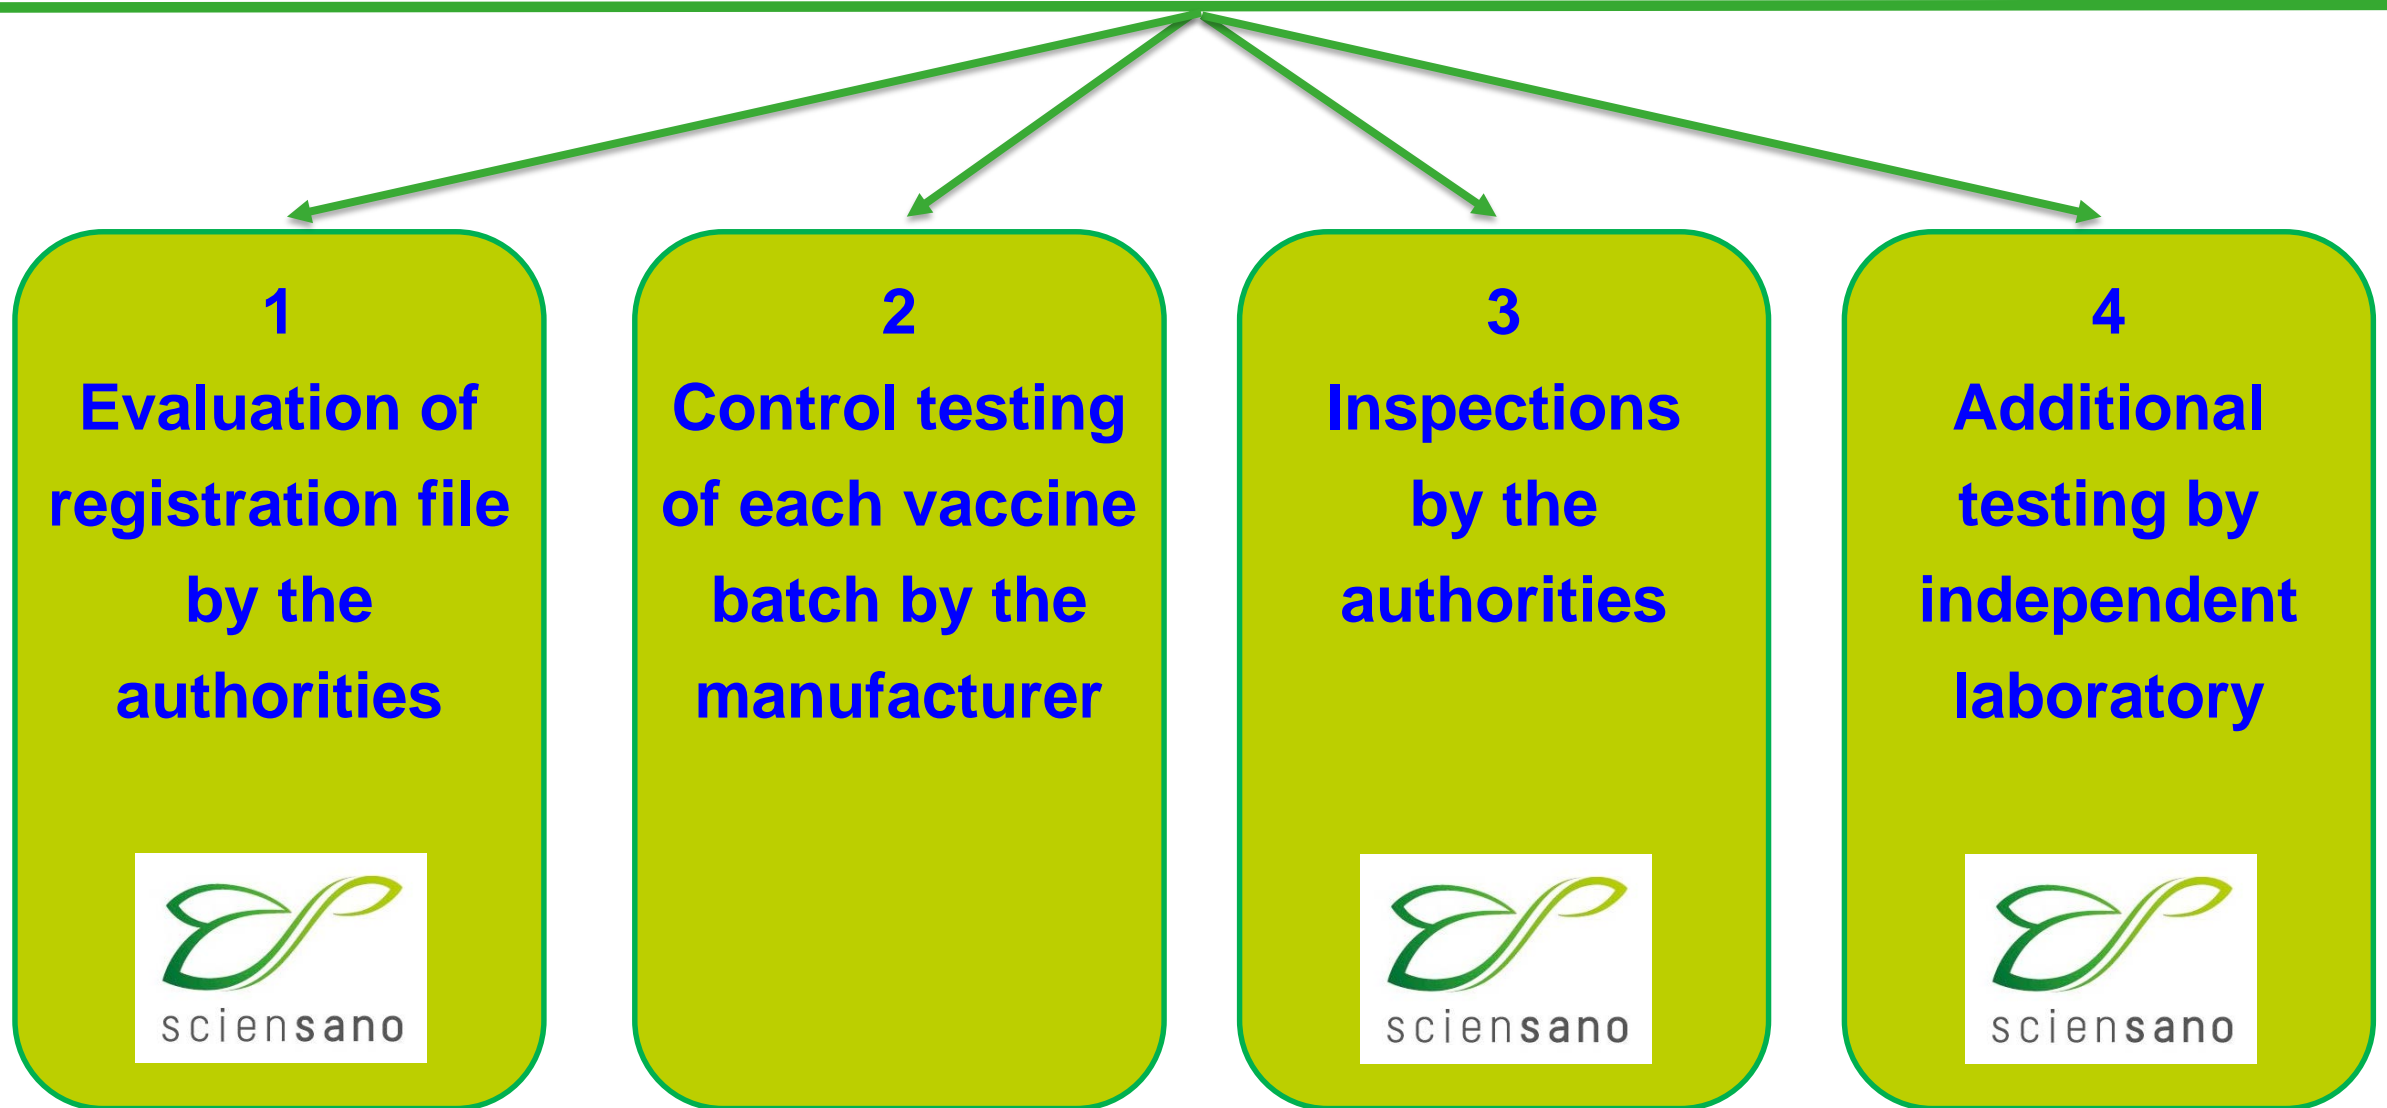 1
Evaluation of
registration file
by the
authorities
sciensano
2
Control testing
of each vaccine
batch by the
manufacturer
3
Inspections
by the
authorities
sciensano
4
Additional
testing by
independent
laboratory
sciensano